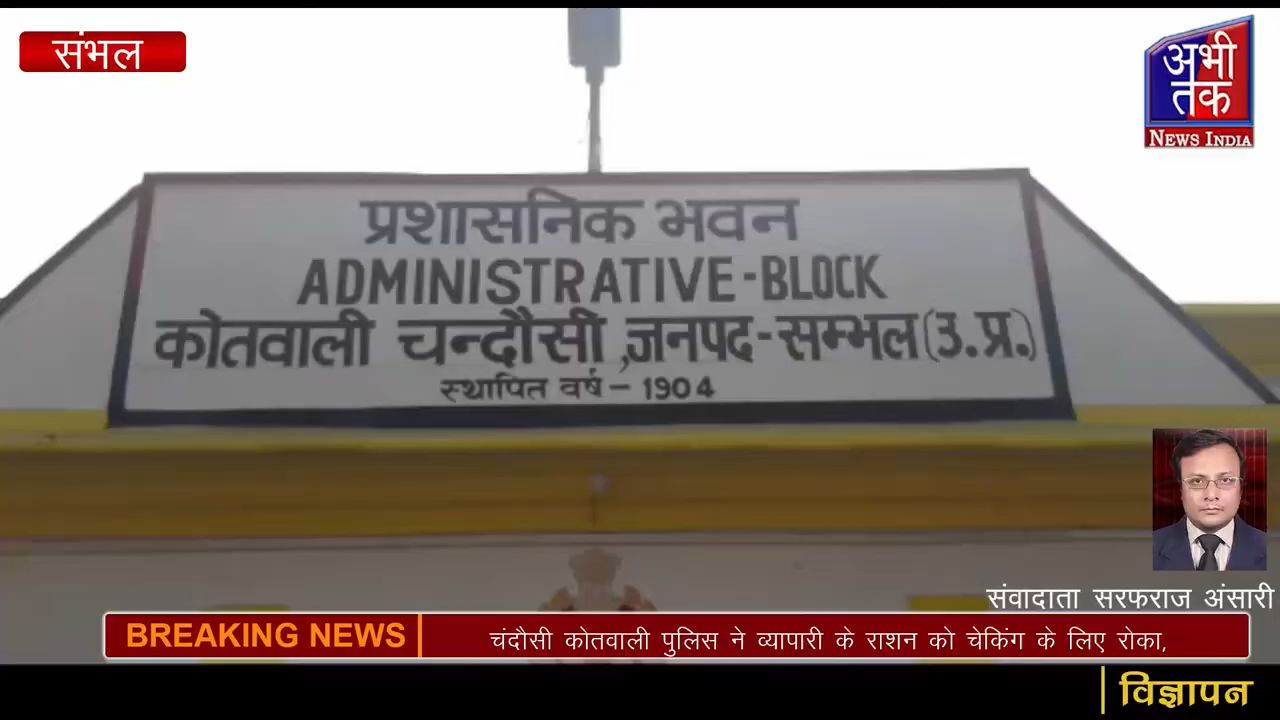 संभल
अभी
तक
NEWS INDIA
प्रशासनिक भवन
ADMINISTRATIVE-BLOCK
कोतवाली चन्दौसी,जनपद-सम्भल(उ.प्र.)
स्थापित वर्ष – 1904
संवादाता सरफराज अंसारी
BREAKING NEWS
चंदौसी कोतवाली पुलिस ने व्यापारी के राशन को चेकिंग के लिए रोका,
विज्ञापन